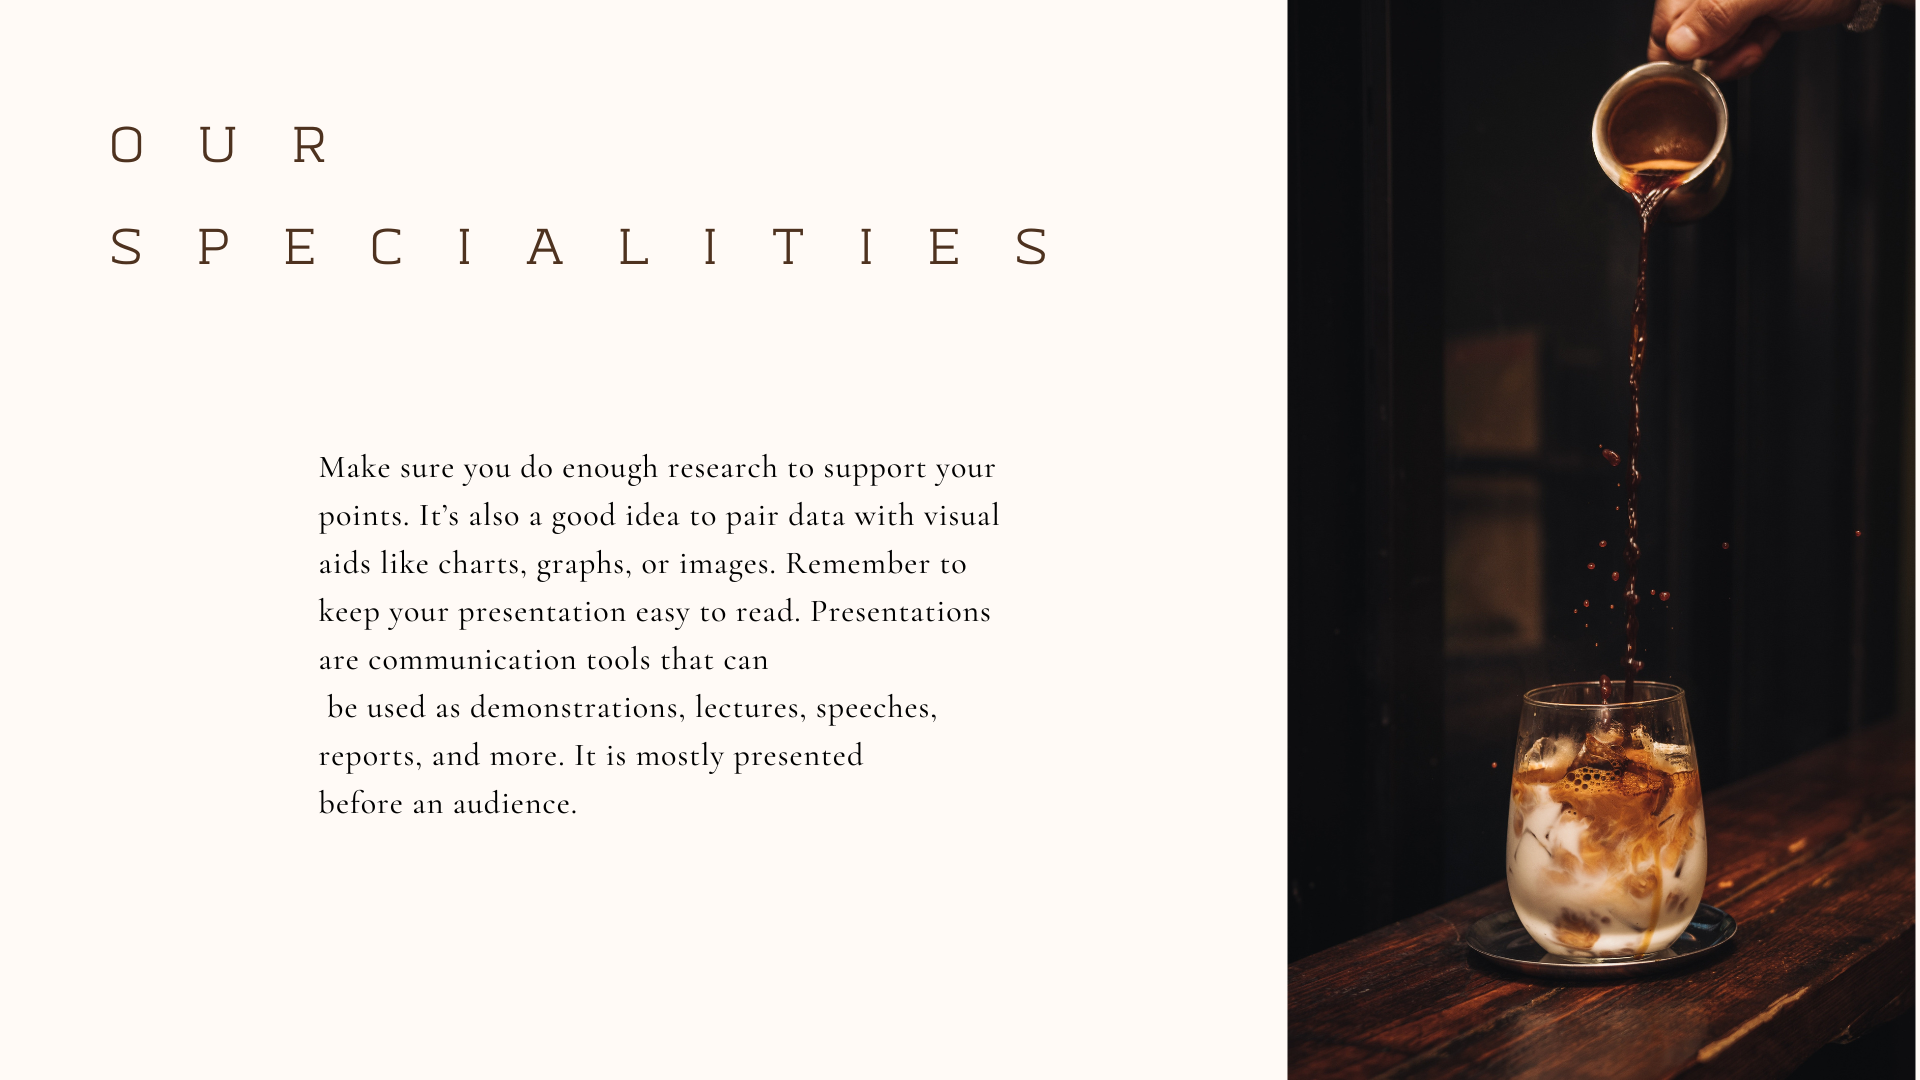 OUR
SPECIALITIES
Make sure you do enough research to support your
points. It’s also a good idea to pair data with visual
aids like charts, graphs, or images. Remember to
keep your presentation easy to read. Presentations
are communication tools that can
be used as demonstrations, lectures, speeches,
reports, and more. It is mostly presented
before an audience.